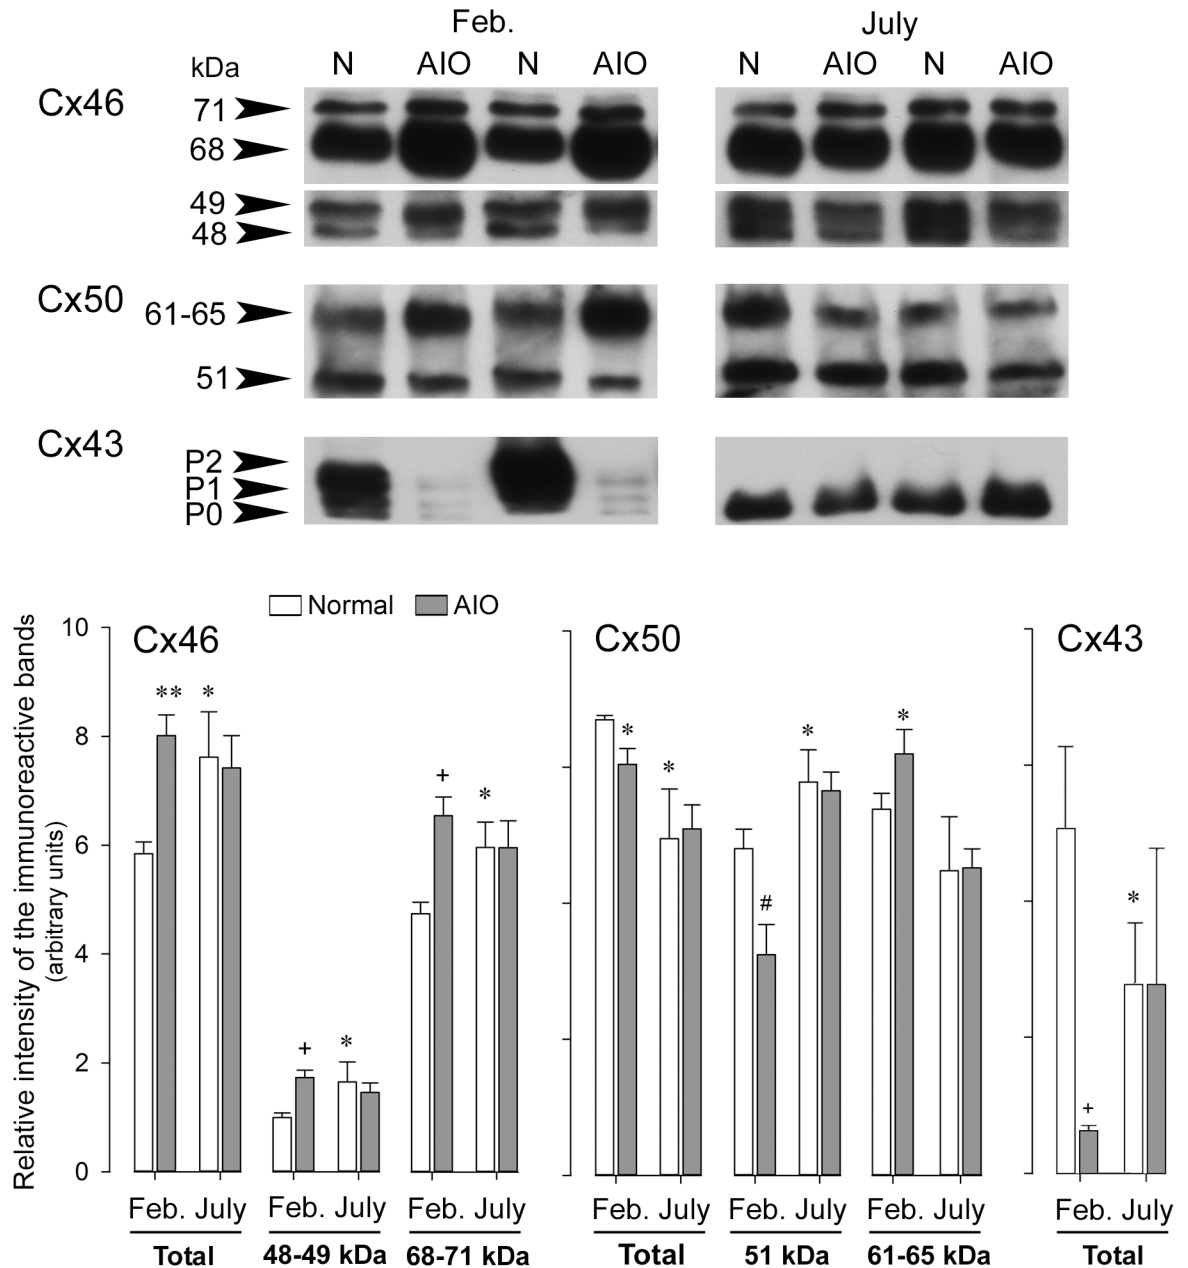 Feb. July
kDa N AIO N AIO N AIO N AIO
Cx46
71
68
49
48
Cx50
61-65
51
Cx43
P2
P1
P0
Normal AIO
Relative intensity of the immunoreactive bands
(arbitrary units)
10
8
6
4
2
0
Cx46 Cx50 Cx43
** *
+ *
+ *
* *
# *
*
+ *
Feb. July Feb. July Feb. July Feb. July Feb. July Feb. July Feb. July
Total 48-49 kDa 68-71 kDa Total 51 kDa 61-65 kDa Total